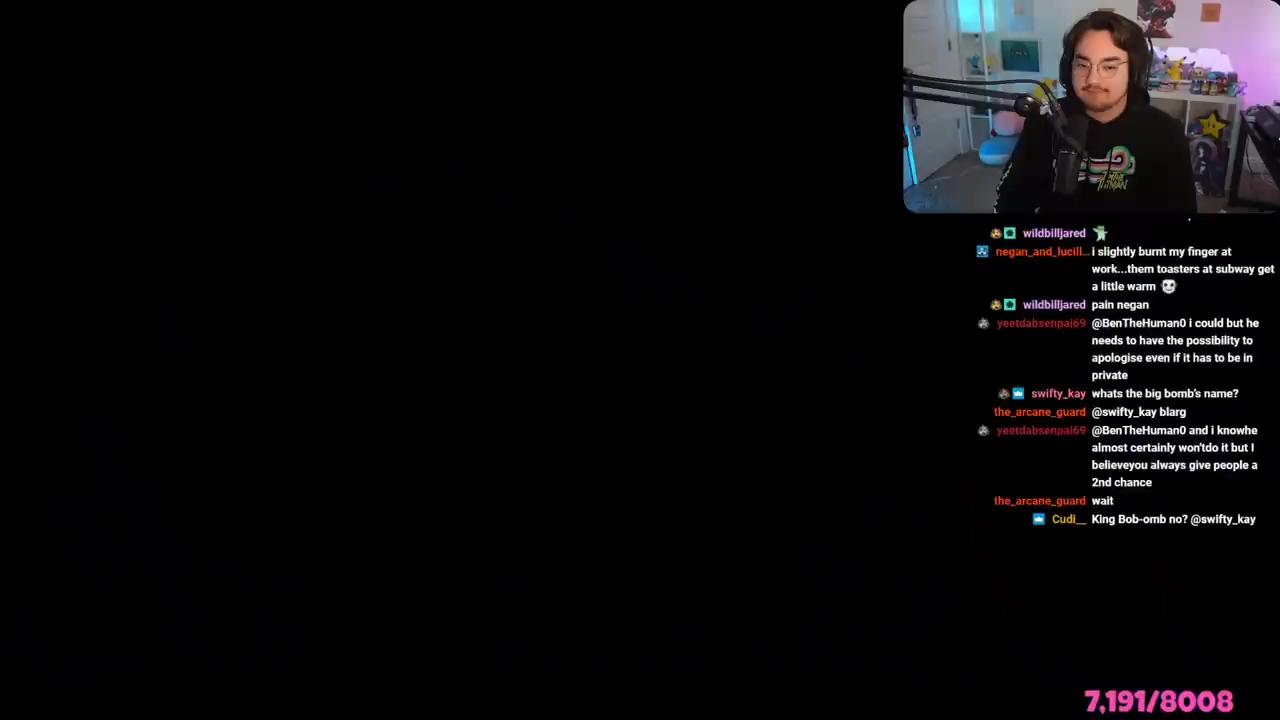 wildbilljared
negan_and_lucill... i slightly burnt my finger at
work...them toasters at subway get
a little warm
wildbilljared pain negan
yeetdabsenpai69 @BenTheHuman0 i could but he
needs to have the possibility to
apologise even if it has to be in
private
swifty_kay whats the big bomb's name?
the_arcane_guard @swifty_kay blarg
yeetdabsenpai69 @BenTheHuman0 and i knowhe
almost certainly won'tdo it but I
believeyou always give people a
2nd chance
the_arcane_guard wait
Cudi__ King Bob-omb no? @swifty_kay
7,191/8008